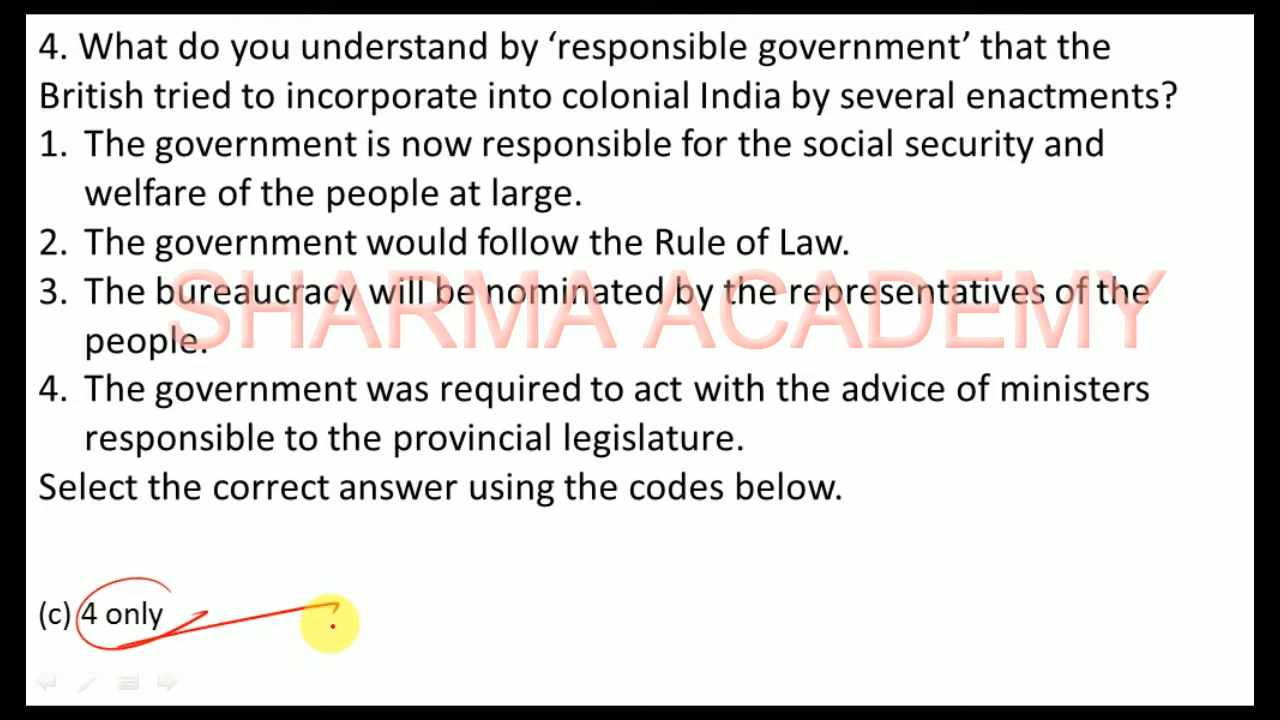 4. What do you understand by ‘responsible government’ that the
British tried to incorporate into colonial India by several enactments?
1. The government is now responsible for the social security and
welfare of the people at large.
2. The government would follow the Rule of Law.
3. The bureaucracy will be nominated by the representatives of the
people.
SHARMA ACADEMY
4. The government was required to act with the advice of ministers
responsible to the provincial legislature.
Select the correct answer using the codes below.
(c) 4 only